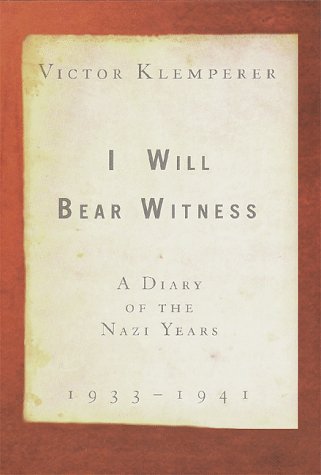 Victor Klemperer
I Will
Bear Witness
A Diary
of the
Nazi Years
1933–1941